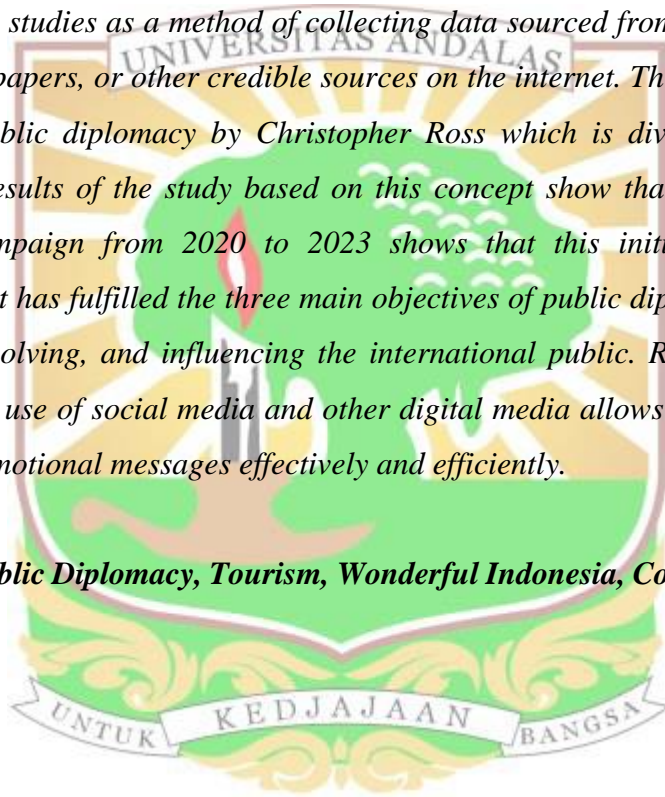 studies as a method of collecting data sourced from
UNIVERSITAS ANDALAS
papers, or other credible sources on the internet. Th
blic diplomacy by Christopher Ross which is div
esults of the study based on this concept show tha
mpaign from 2020 to 2023 shows that this initi
t has fulfilled the three main objectives of public dip
olving, and influencing the international public. R
use of social media and other digital media allows
motional messages effectively and efficiently.
blic Diplomacy, Tourism, Wonderful Indonesia, Co
UNTUK KEDJAJAAN BANGSA